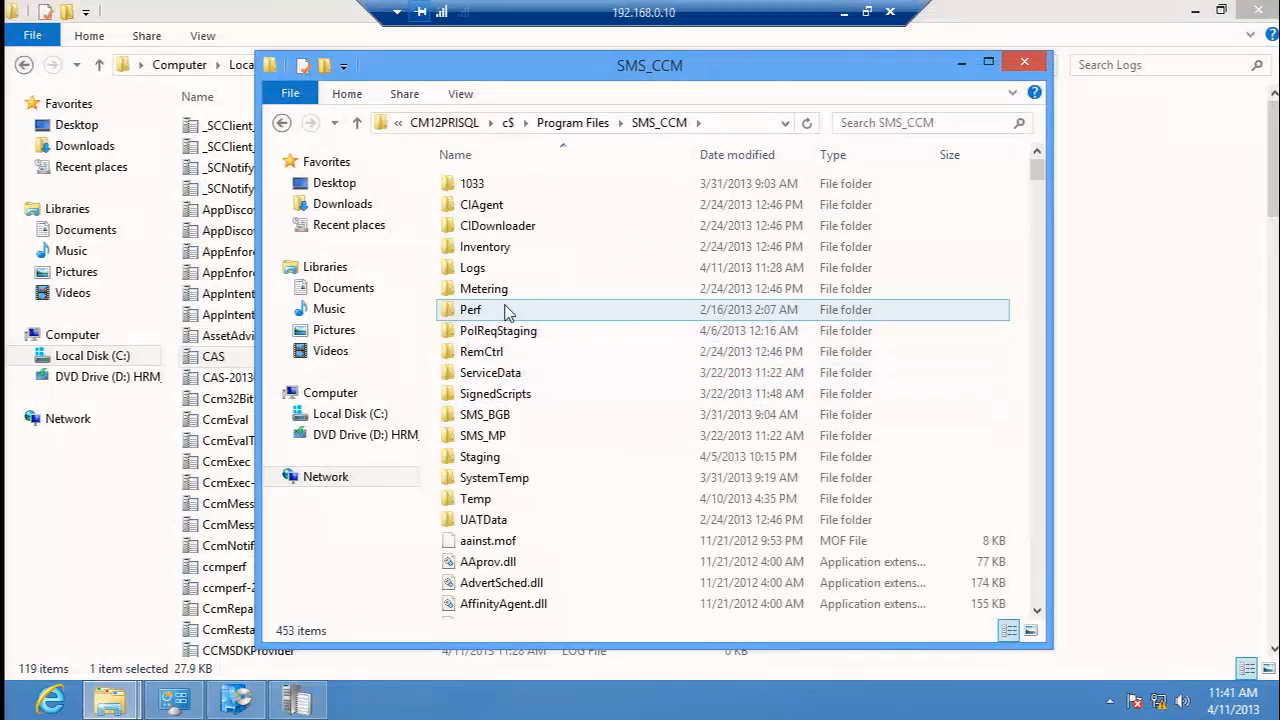 192.168.0.10
File Home Share View
Computer Loca Search Logs
SMS_CCM
File Home Share View
CM12PRISQL c$ Program Files SMS_CCM Search SMS_CCM
Favorites
Desktop
Downloads
Recent places
Libraries
Documents
Music
Pictures
Videos
Computer
Local Disk (C:)
DVD Drive (D:) HRM_
Network
Name
_SCClient_
_SCClient_
_SCNotify
_SCNotify
AppDiscov
AppDiscov
AppEnforc
AppEnforc
AppIntent
AppIntent
AssetAdvi
CAS
CAS-2013
Ccm32Bit
CcmEval
CcmEvalT
CcmExec
CcmExec-
CcmMess
CcmMess
CcmNotif
ccmperf
ccmperf-2
CcmRepa
CcmResta
CCMSDKProvider 4/11/2013 11:28 AM LOG File 0 KB
Favorites
Desktop
Downloads
Recent places
Libraries
Documents
Music
Pictures
Videos
Computer
Local Disk (C:)
DVD Drive (D:) HRM_
Network
Name Date modified Type Size
1033 3/31/2013 9:03 AM File folder
CIAgent 2/24/2013 12:46 PM File folder
CIDownloader 2/24/2013 12:46 PM File folder
Inventory 2/24/2013 12:46 PM File folder
Logs 4/11/2013 11:28 AM File folder
Metering 2/24/2013 12:46 PM File folder
Perf 2/16/2013 2:07 AM File folder
PolReqStaging 4/6/2013 12:16 AM File folder
RemCtrl 2/24/2013 12:46 PM File folder
ServiceData 3/22/2013 11:22 AM File folder
SignedScripts 3/22/2013 11:48 AM File folder
SMS_BGB 3/31/2013 9:04 AM File folder
SMS_MP 3/22/2013 11:22 AM File folder
Staging 4/5/2013 10:15 PM File folder
SystemTemp 3/31/2013 9:19 AM File folder
Temp 4/10/2013 4:35 PM File folder
UATData 2/24/2013 12:46 PM File folder
aainst.mof 11/21/2012 9:53 PM MOF File 8 KB
AAprov.dll 11/21/2012 4:00 AM Application extens... 77 KB
AdvertSched.dll 11/21/2012 4:00 AM Application extens... 174 KB
AffinityAgent.dll 11/21/2012 4:00 AM Application extens... 155 KB
453 items
119 items 1 item selected 27.9 KB
11:41 AM
4/11/2013